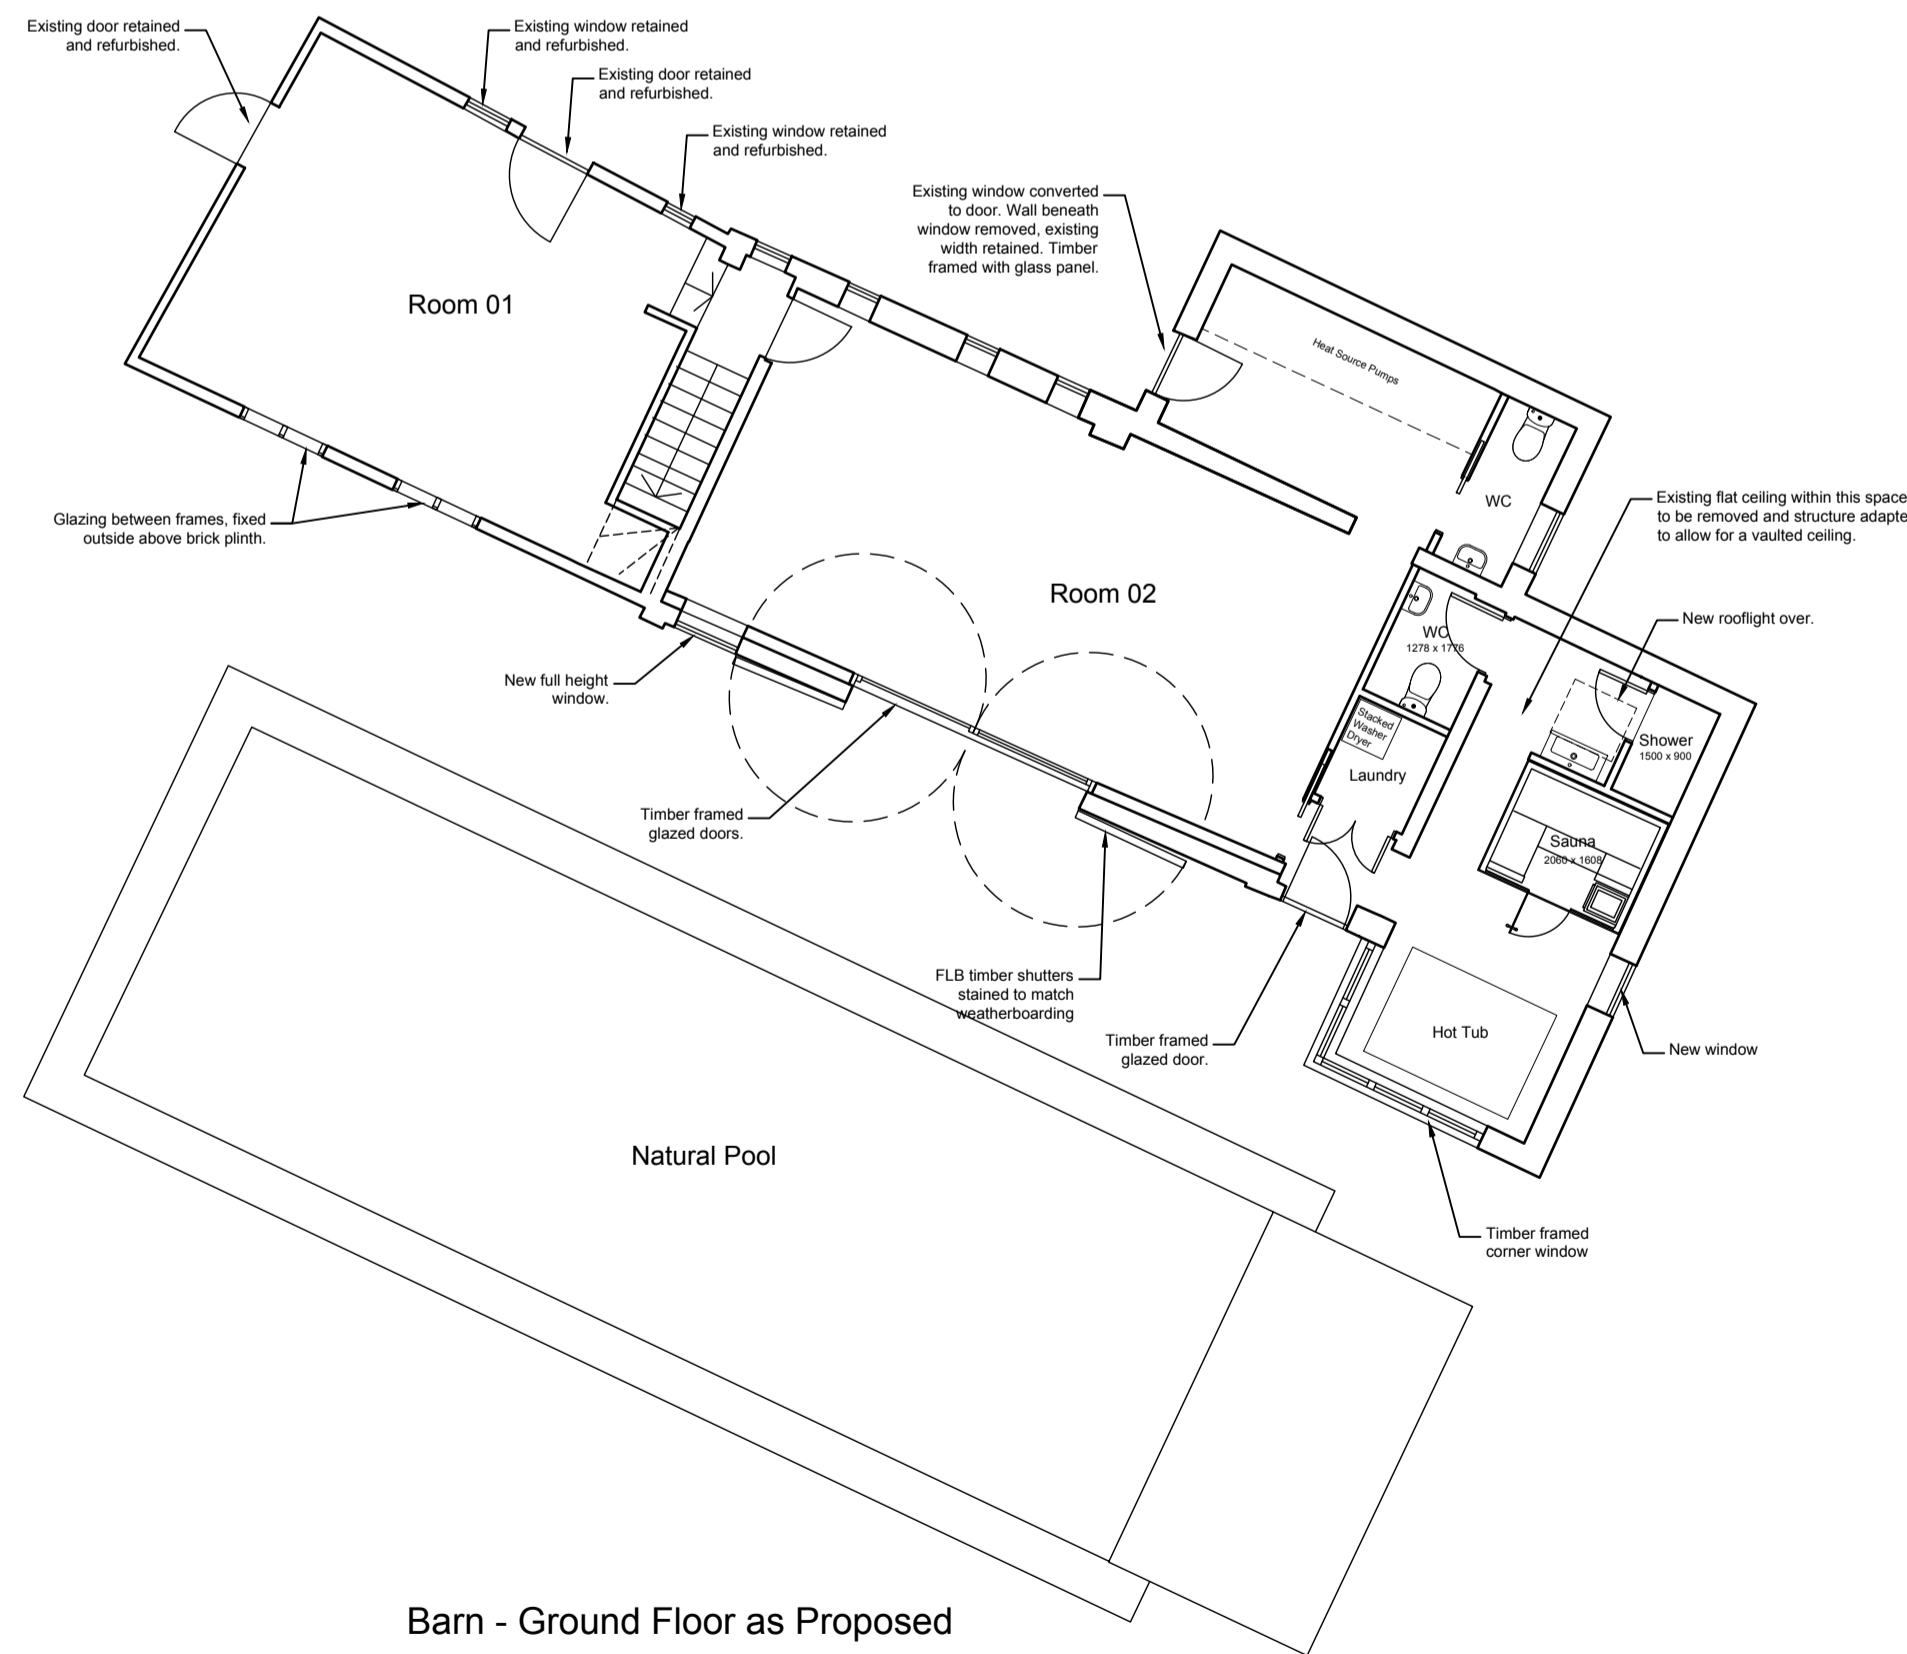 Existing door retained
and refurbished.
Existing window retained
and refurbished.
Existing door retained
and refurbished.
Existing window retained
and refurbished.
Existing window converted
to door. Wall beneath
window removed, existing
width retained. Timber
framed with glass panel.
Room 01
Heat Source Pumps
WC
Existing flat ceiling within this space
to be removed and structure adapte
to allow for a vaulted ceiling.
Glazing between frames, fixed
outside above brick plinth.
Room 02
New rooflight over.
WC
1278 x 1776
New full height
window.
Stacked
Washer
Dryer
Laundry
Shower
1500 x 900
Timber framed
glazed doors.
Sauna
2060 x 1608
FLB timber shutters
stained to match
weatherboarding
Timber framed
glazed door.
Hot Tub
New window
Natural Pool
Timber framed
corner window
Barn - Ground Floor as Proposed